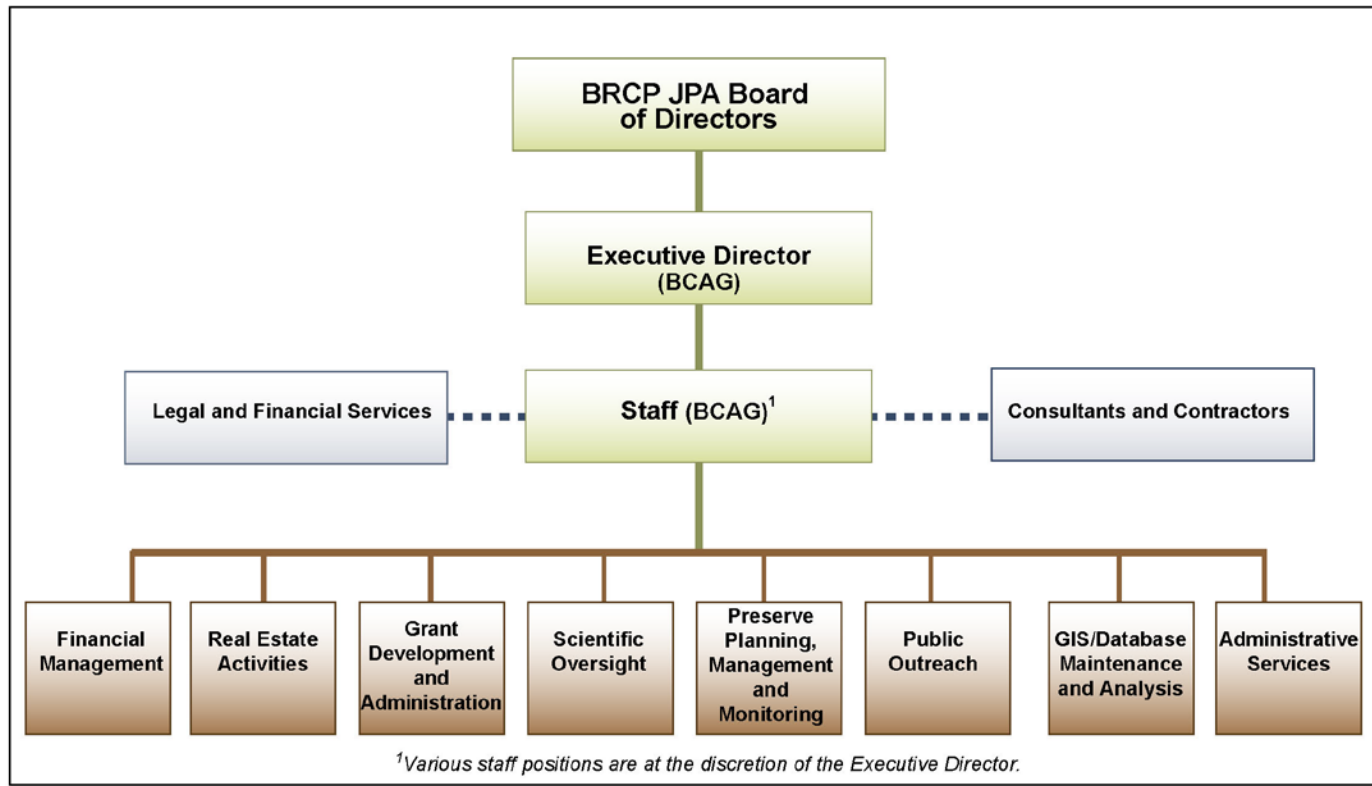 BRCP JPA Board
of Directors
Executive Director
(BCAG)
Legal and Financial Services
Staff (BCAG)1
Consultants and Contractors
Financial
Management
Real Estate
Activities
Grant
Development
and
Administration
Scientific
Oversight
Preserve
Planning,
Management
and
Monitoring
Public
Outreach
GIS/Database
Maintenance
and Analysis
Administrative
Services
1Various staff positions are at the discretion of the Executive Director.